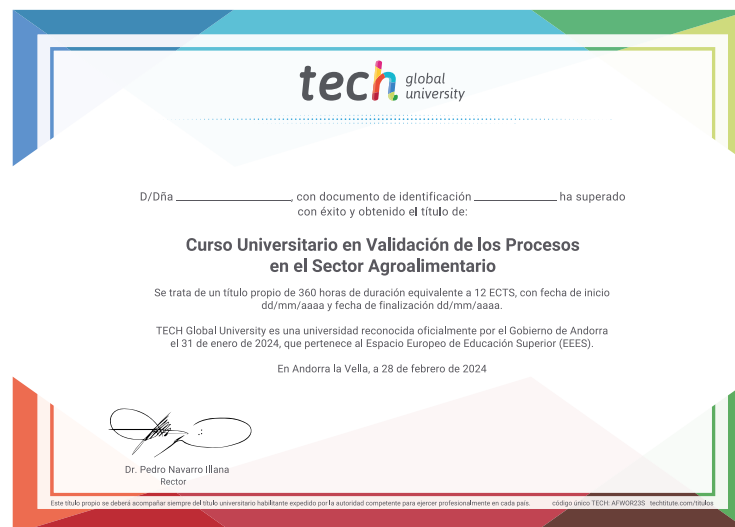 tech global university
D/Dña ______________, con documento de identificación __________ ha superado
con éxito y obtenido el título de:
Curso Universitario en Validación de los Procesos
en el Sector Agroalimentario
Se trata de un título propio de 360 horas de duración equivalente a 12 ECTS, con fecha de inicio
dd/mm/aaaa y fecha de finalización dd/mm/aaaa.
TECH Global University es una universidad reconocida oficialmente por el Gobierno de Andorra
el 31 de enero de 2024, que pertenece al Espacio Europeo de Educación Superior (EEES).
En Andorra la Vella, a 28 de febrero de 2024
Dr. Pedro Navarro Illana
Rector
Este título propio se deberá acompañar siempre del título universitario habilitante expedido por la autoridad competente para ejercer profesionalmente en cada país. código único TECH: AFWOR23S techtitute.com/titulos